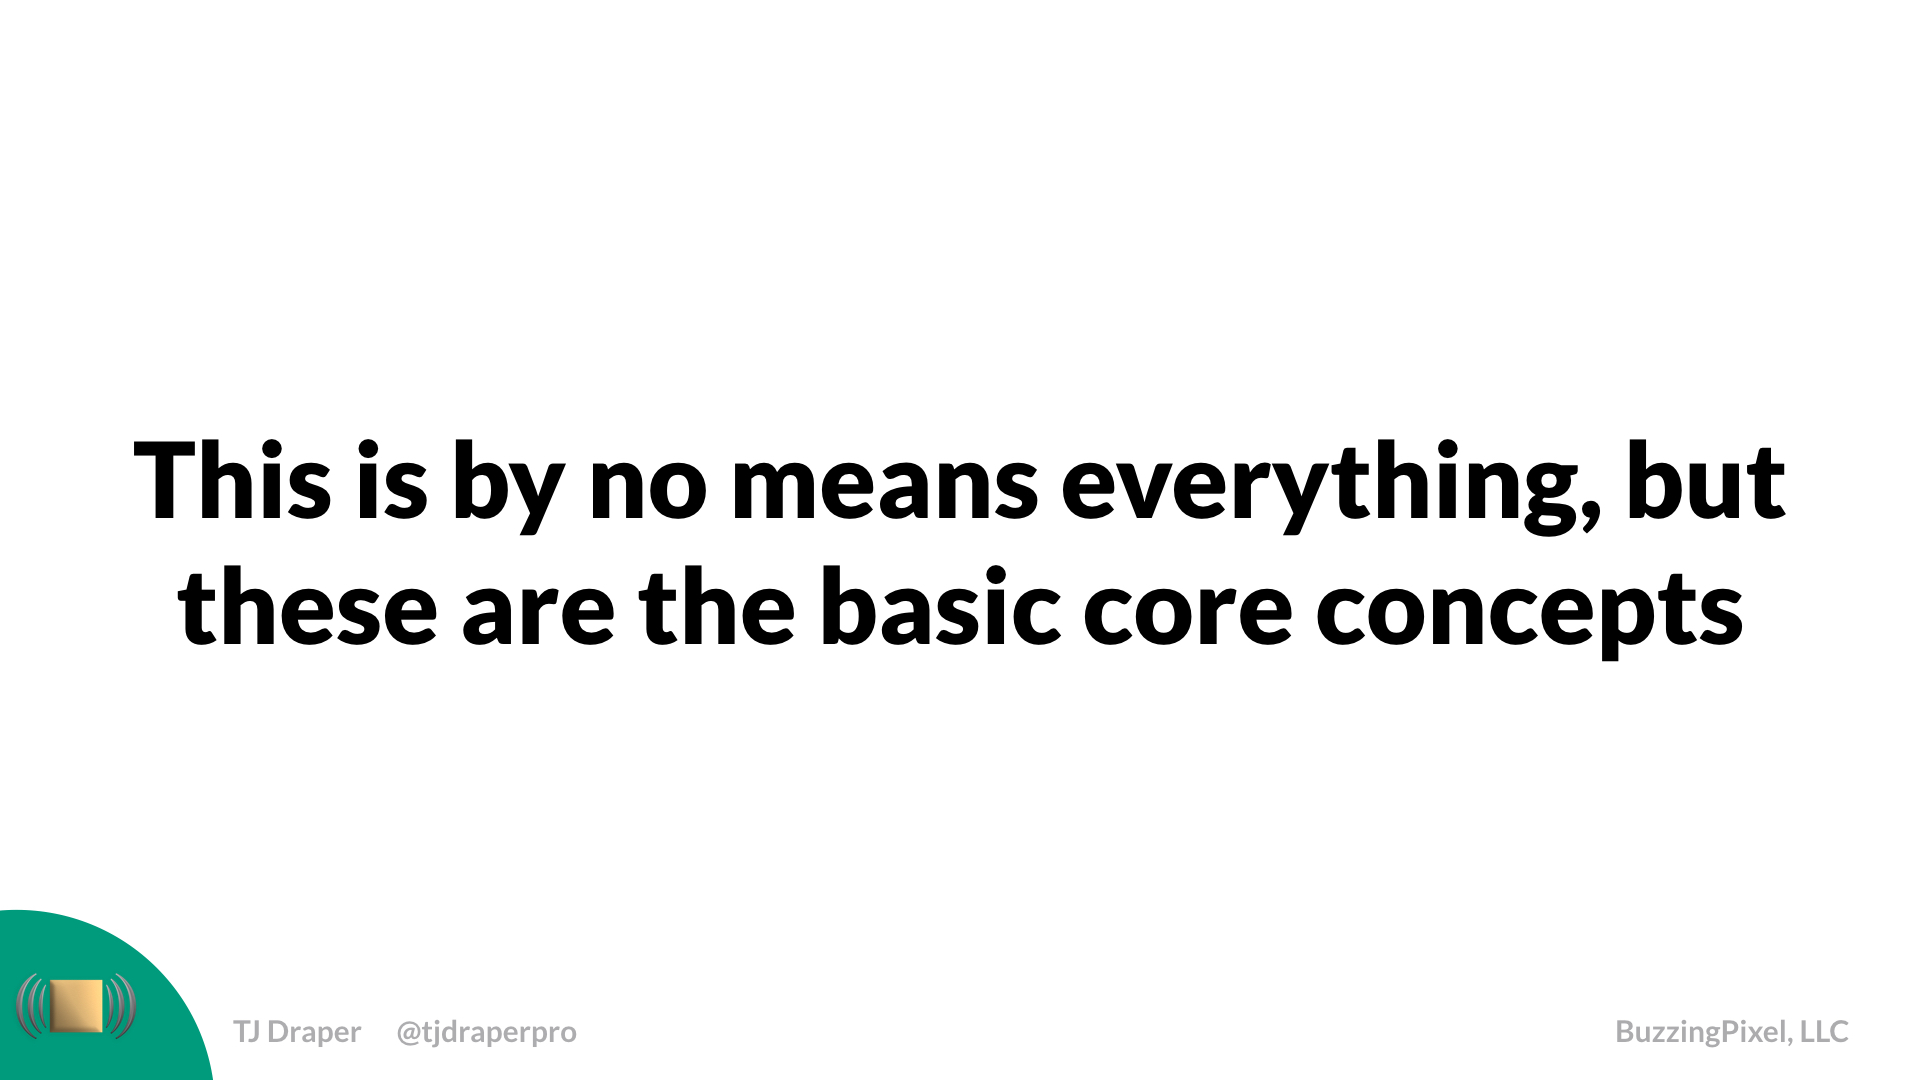 This is by no means everything, but
these are the basic core concepts
TJ Draper @tjdraperpro
BuzzingPixel, LLC